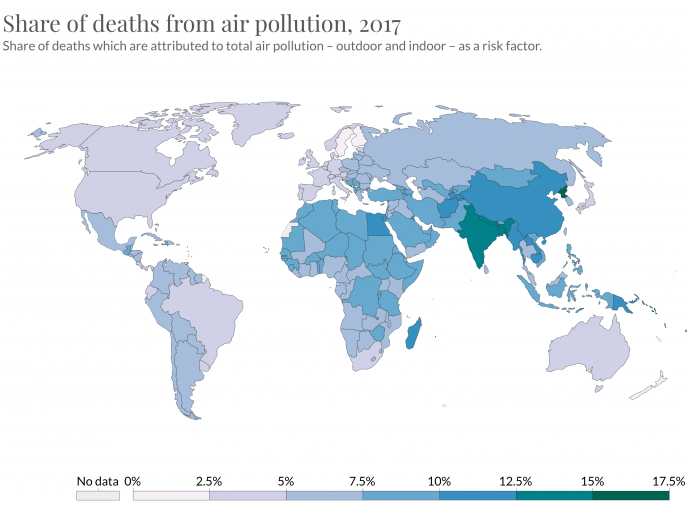 Share of deaths from air pollution, 2017
Share of deaths which are attributed to total air pollution – outdoor and indoor – as a risk factor.
No data 0% 2.5% 5% 7.5% 10% 12.5% 15% 17.5%